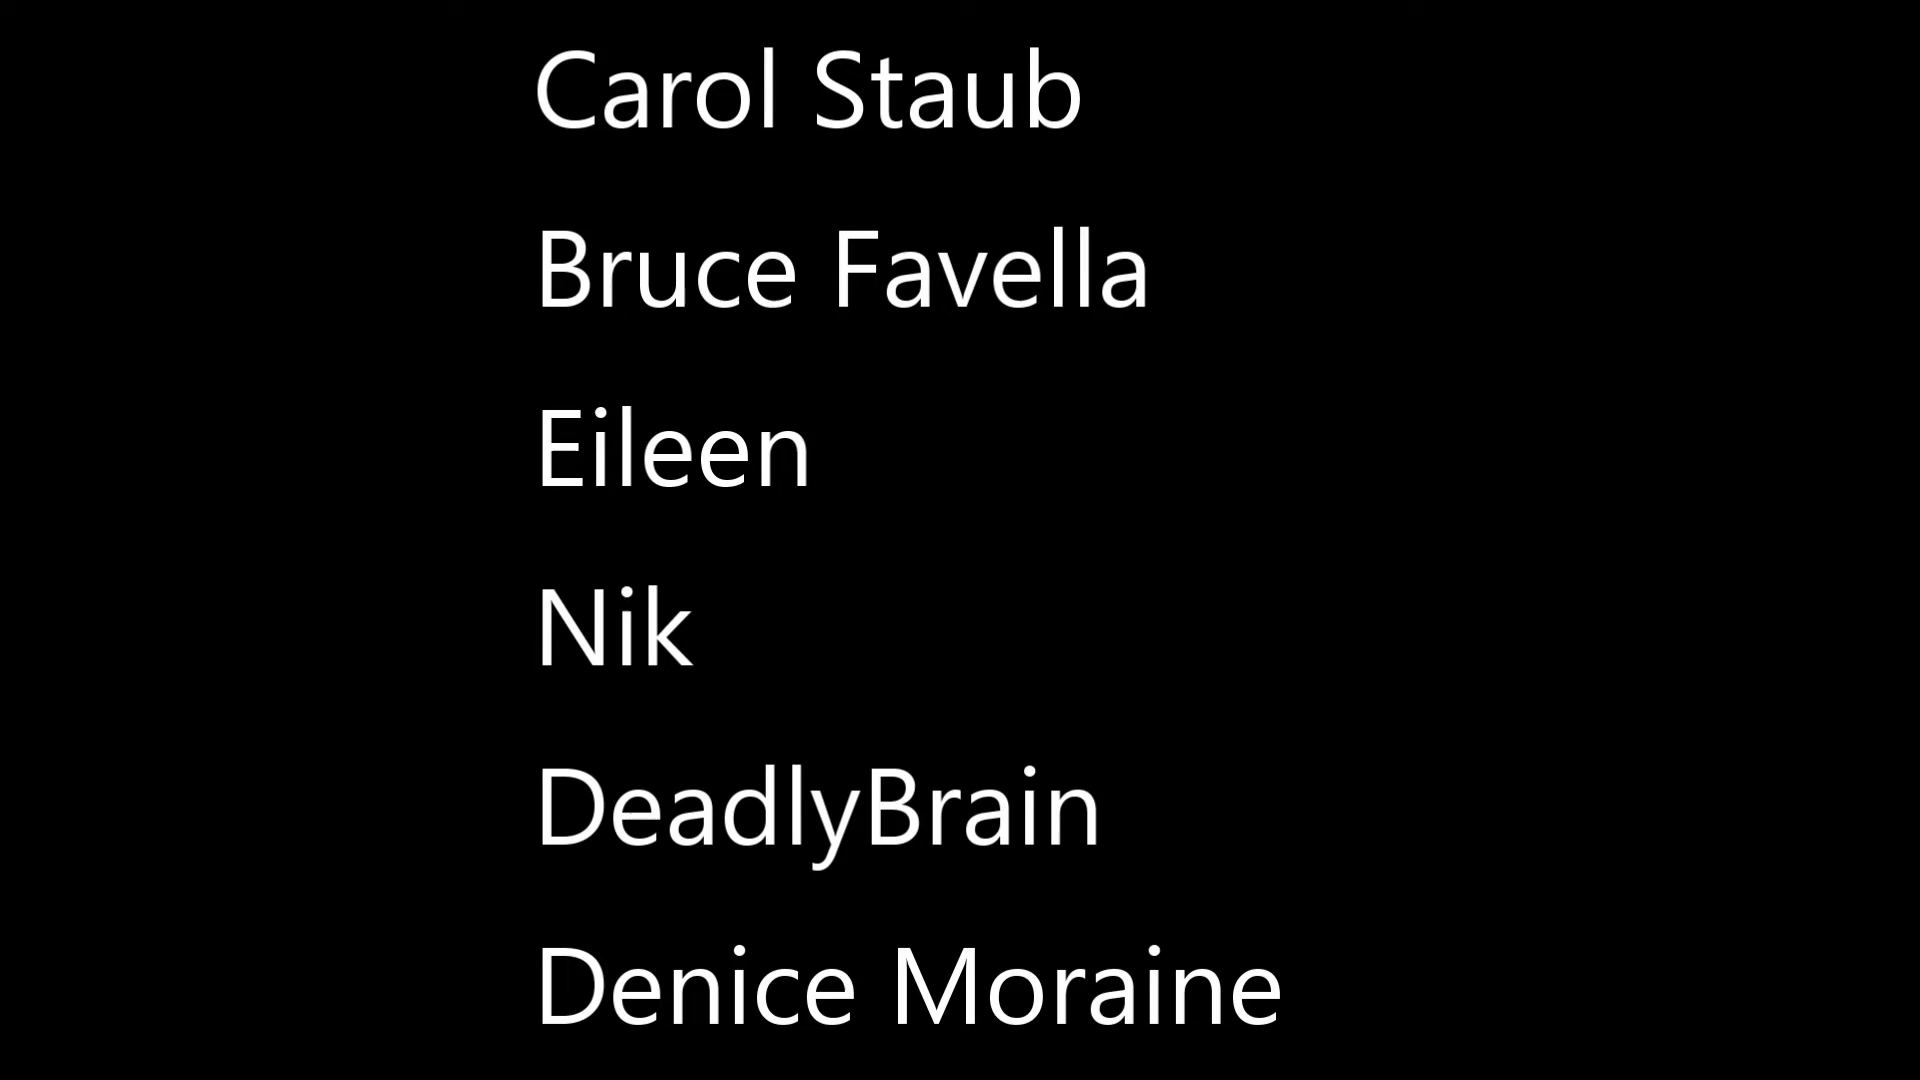 Carol Staub
Bruce Favella
Eileen
Nik
DeadlyBrain
Denice Moraine